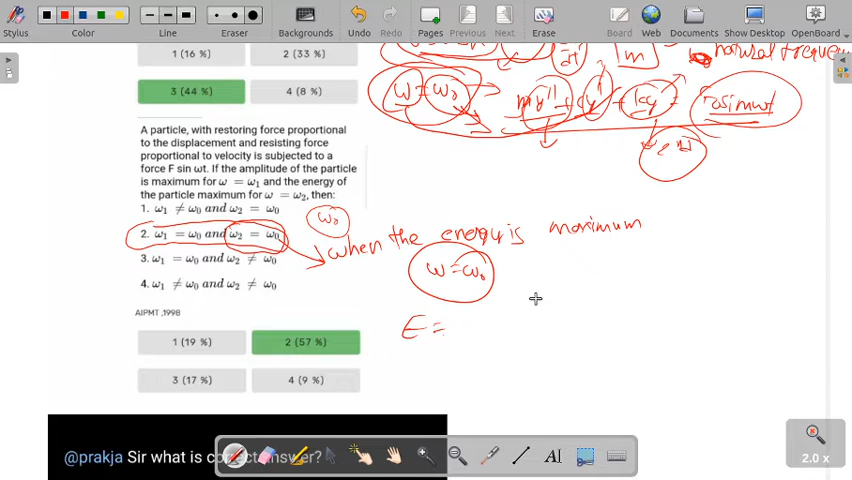 Stylus Color Line Eraser Backgrounds Undo Pages Previous Next Erase Board Web Documents Show Desktop OpenBoard
1 (16 %) 2 (33 %)
3 (44 %) 4 (8 %)
natural frequen
ω = ω₀
my'' + cy' + ky = cosinωt
A particle, with restoring force proportional
to the displacement and resisting force
proportional to velocity is subjected to a
force F sin ωt. If the amplitude of the particle
is maximum for ω = ω₁ and the energy of
the particle maximum for ω = ω₂, then:
1. ω₁ ≠ ω₀ and ω₂ = ω₀
2. ω₁ = ω₀ and ω₂ = ω₀
3. ω₁ = ω₀ and ω₂ ≠ ω₀
4. ω₁ ≠ ω₀ and ω₂ ≠ ω₀
ω₀
when the energy is maximum
ω = ω₀
E =
AIPMT ,1998
1 (19 %) 2 (57 %)
3 (17 %) 4 (9 %)
@prakja Sir what is correct answer?
2.0 x